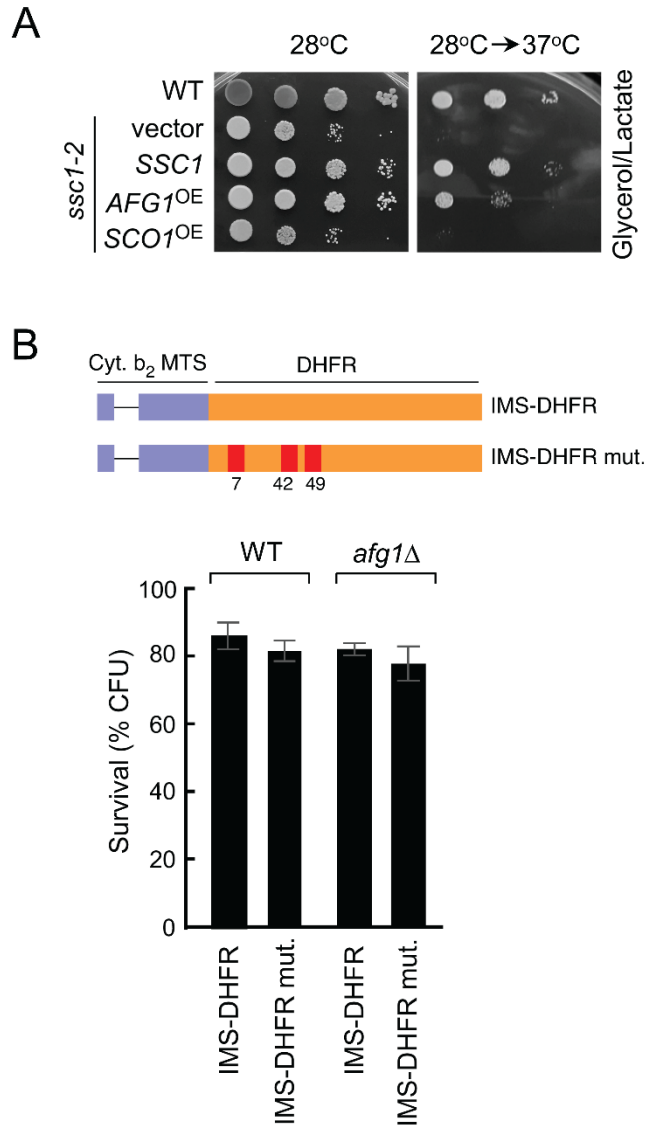 A
28°C
28°C→37°C
WT
vector
SSC1
AFG1OE
SCO1OE
ssc1-2
Glycerol/Lactate
B
Cyt. b2 MTS
DHFR
IMS-DHFR
IMS-DHFR mut.
7
42
49
WT
afg1Δ
100
80
60
40
20
0
Survival (% CFU)
IMS-DHFR
IMS-DHFR mut.
IMS-DHFR
IMS-DHFR mut.